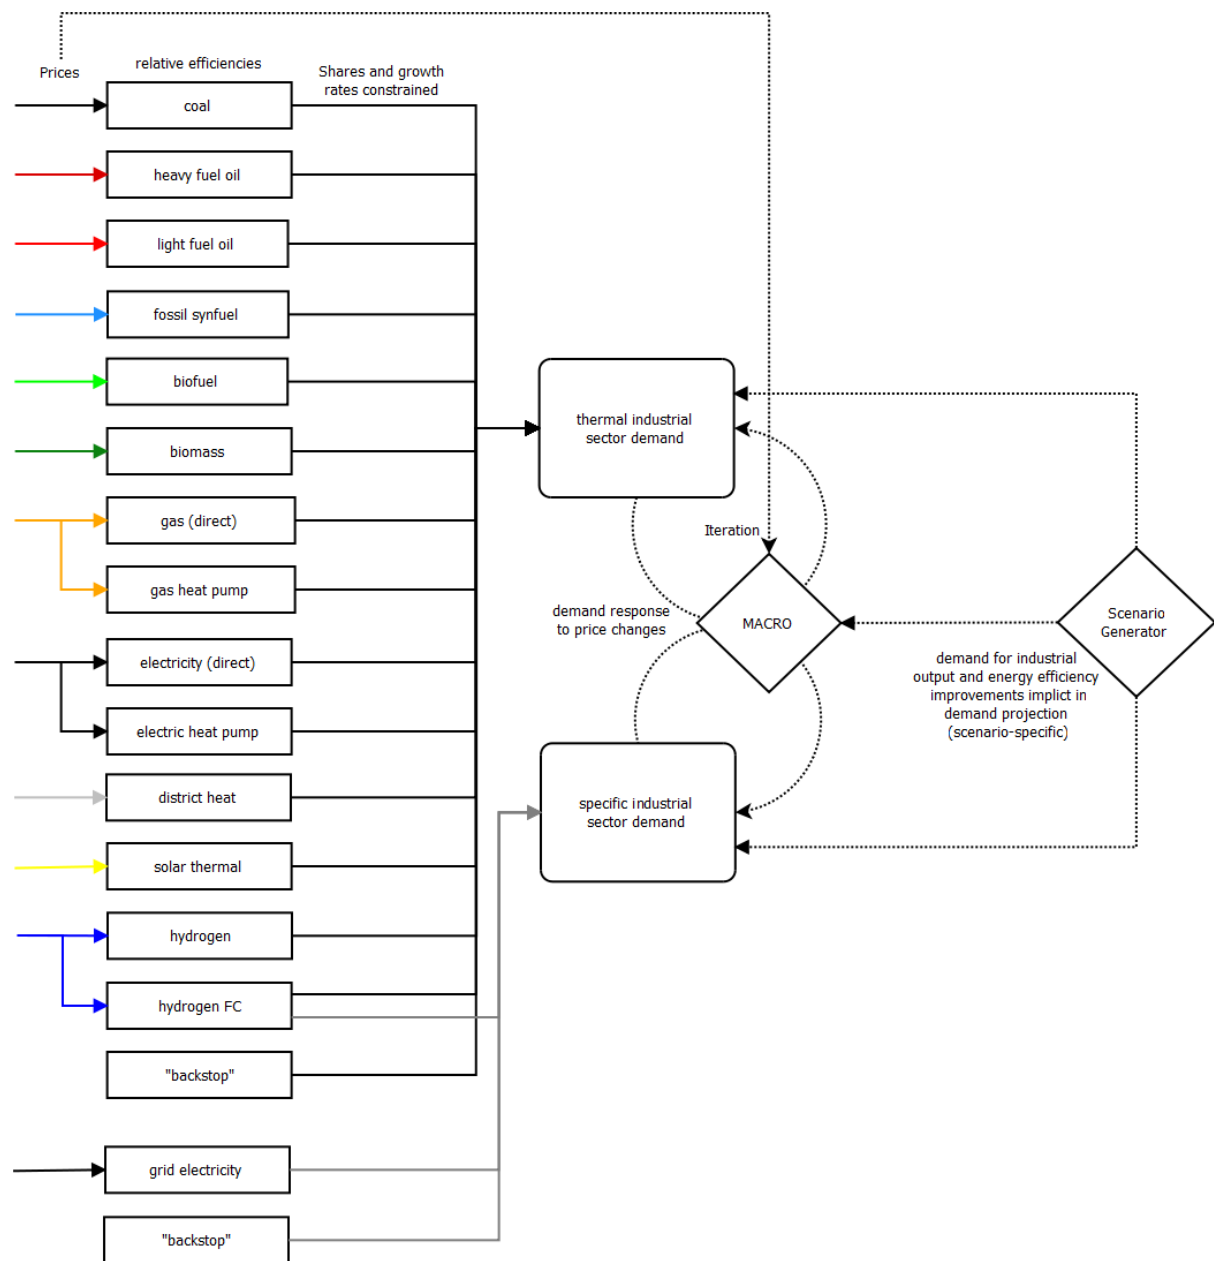 Prices
relative efficiencies
Shares and growth
rates constrained
coal
heavy fuel oil
light fuel oil
fossil synfuel
biofuel
biomass
gas (direct)
gas heat pump
electricity (direct)
electric heat pump
district heat
solar thermal
hydrogen
hydrogen FC
"backstop"
grid electricity
"backstop"
thermal industrial
sector demand
Iteration
demand response
to price changes
MACRO
specific industrial
sector demand
Scenario
Generator
demand for industrial
output and energy efficiency
improvements implict in
demand projection
(scenario-specific)